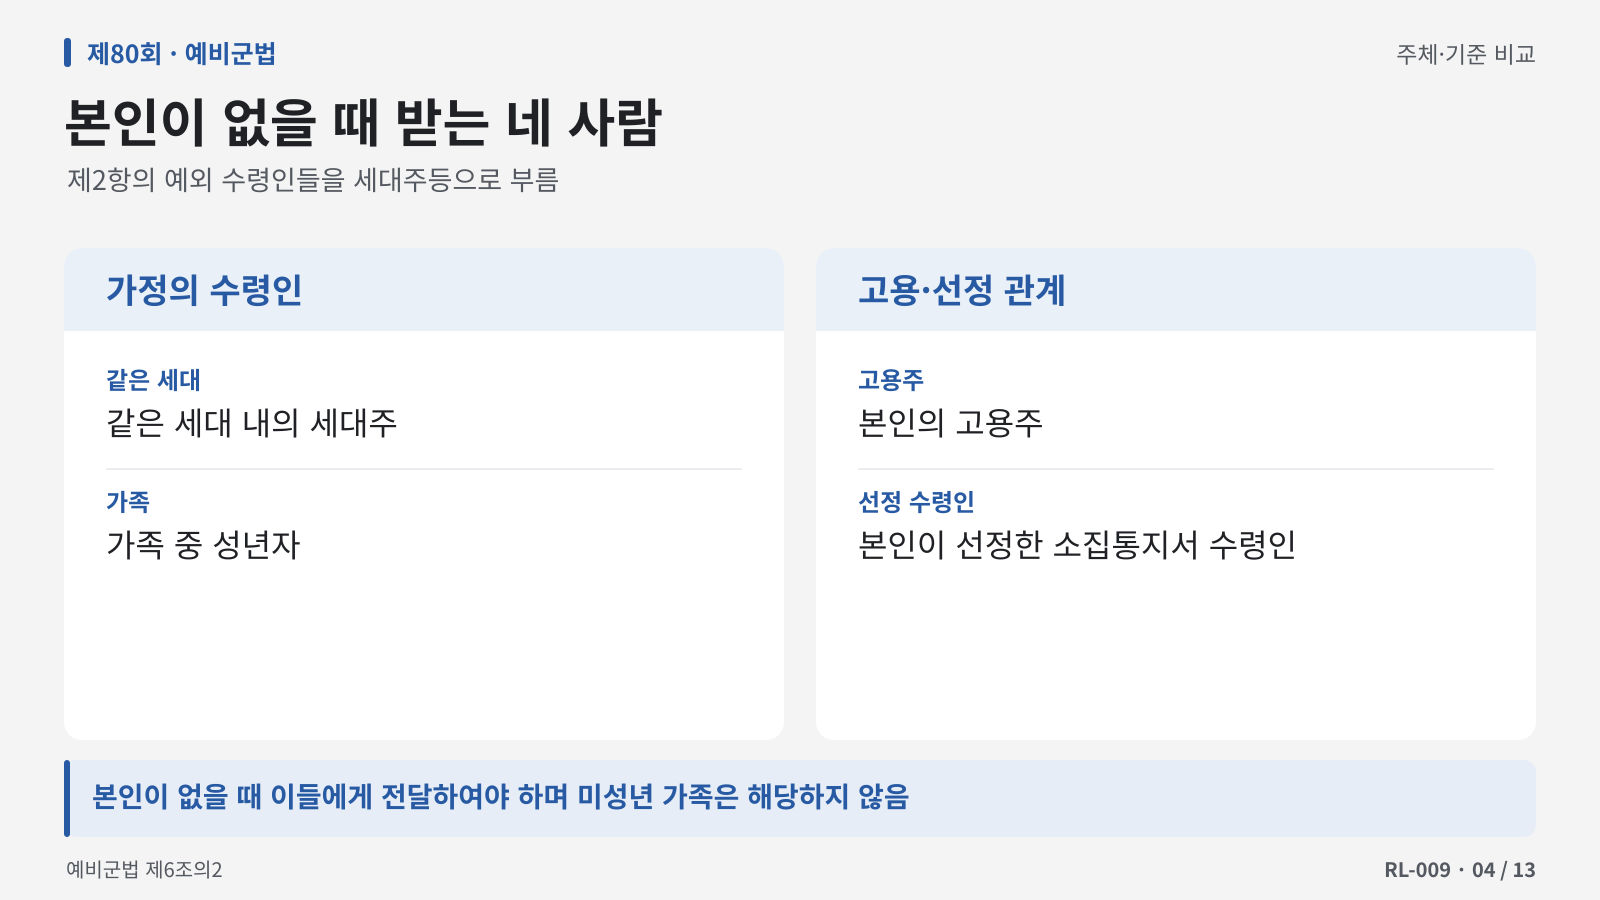 제80회 · 예비군법
주체·기준 비교
본인이 없을 때 받는 네 사람
제2항의 예외 수령인들을 세대주등으로 부름
가정의 수령인
같은 세대
같은 세대 내의 세대주
가족
가족 중 성년자
고용·선정 관계
고용주
본인의 고용주
선정 수령인
본인이 선정한 소집통지서 수령인
본인이 없을 때 이들에게 전달하여야 하며 미성년 가족은 해당하지 않음
예비군법 제6조의2
RL-009 · 04 / 13